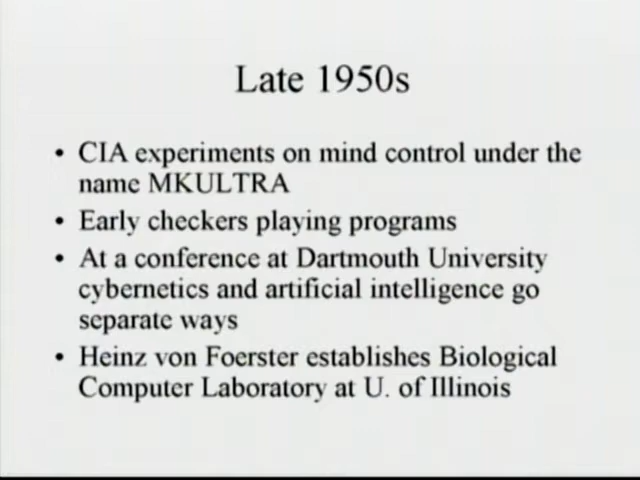 Late 1950s
• CIA experiments on mind control under the
name MKULTRA
• Early checkers playing programs
• At a conference at Dartmouth University
cybernetics and artificial intelligence go
separate ways
• Heinz von Foerster establishes Biological
Computer Laboratory at U. of Illinois